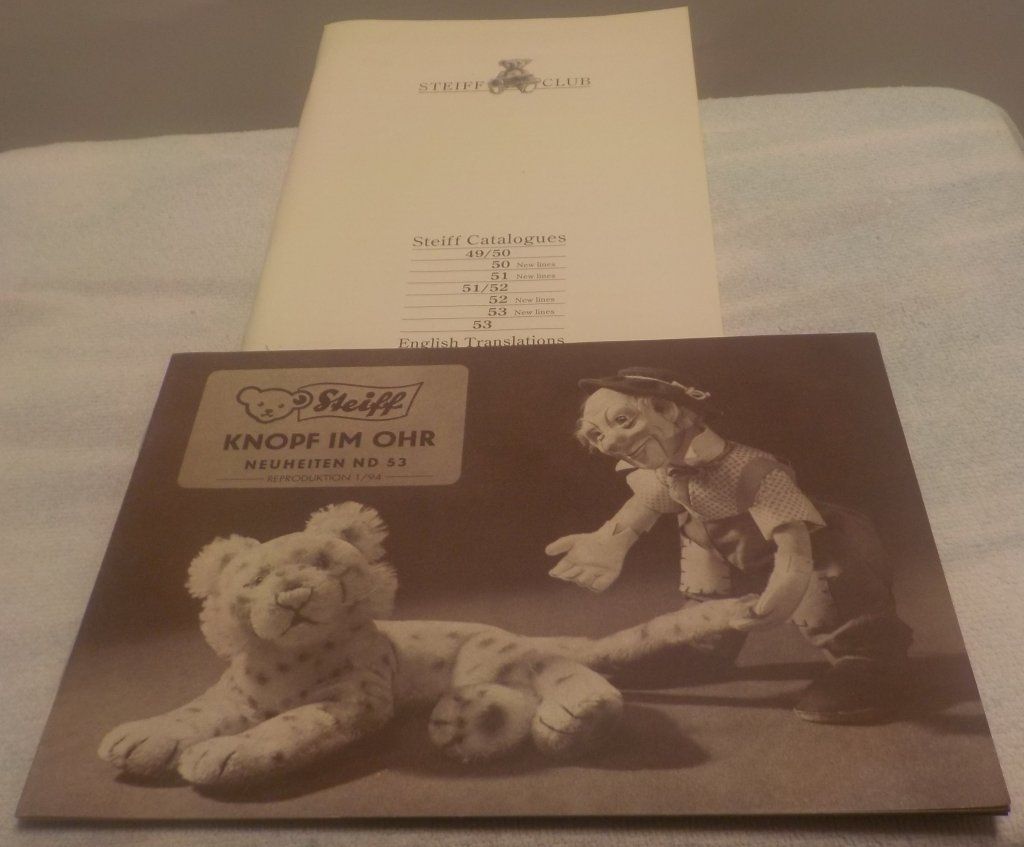 STEIFF CLUB
Steiff Catalogues
49/50
50 New lines
51 New lines
51/52
52 New lines
53 New lines
53
English Translations
Steiff
KNOPF IM OHR
NEUHEITEN ND 53
REPRODUKTION 1/94